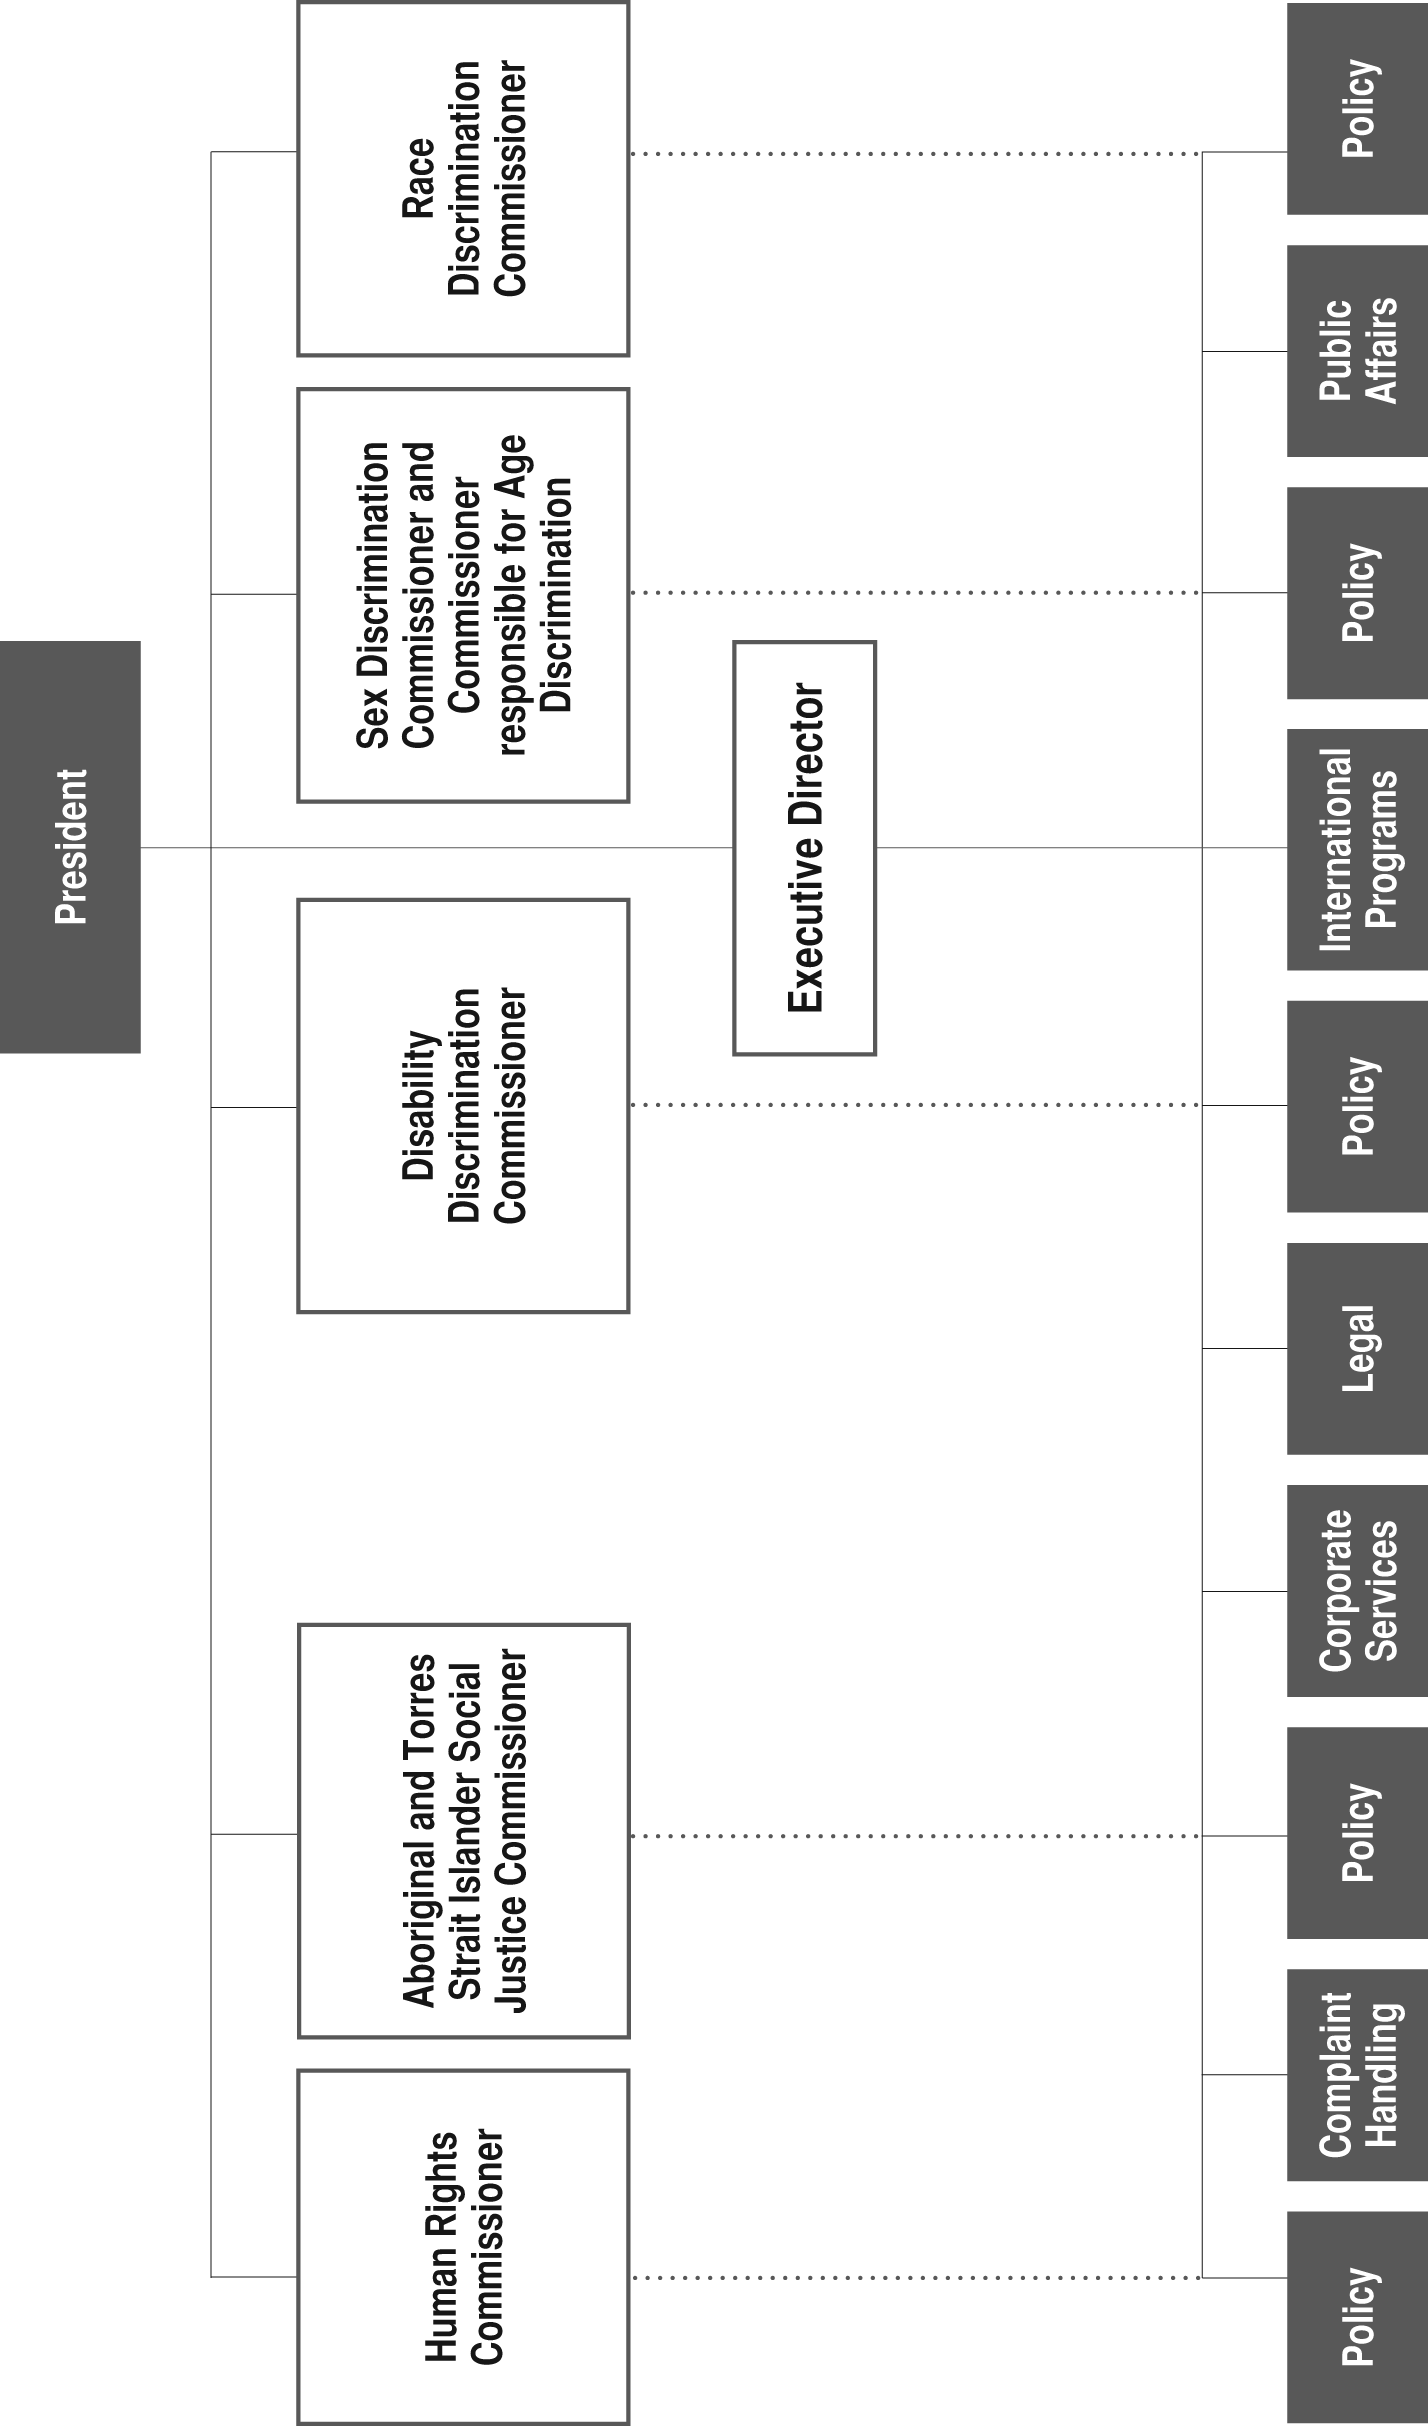 President
Human Rights
Commissioner
Aboriginal and Torres
Strait Islander Social
Justice Commissioner
Disability
Discrimination
Commissioner
Sex Discrimination
Commissioner and
Commissioner
responsible for Age
Discrimination
Race
Discrimination
Commissioner
Executive Director
Policy
Complaint
Handling
Policy
Corporate
Services
Legal
Policy
International
Programs
Policy
Public
Affairs
Policy